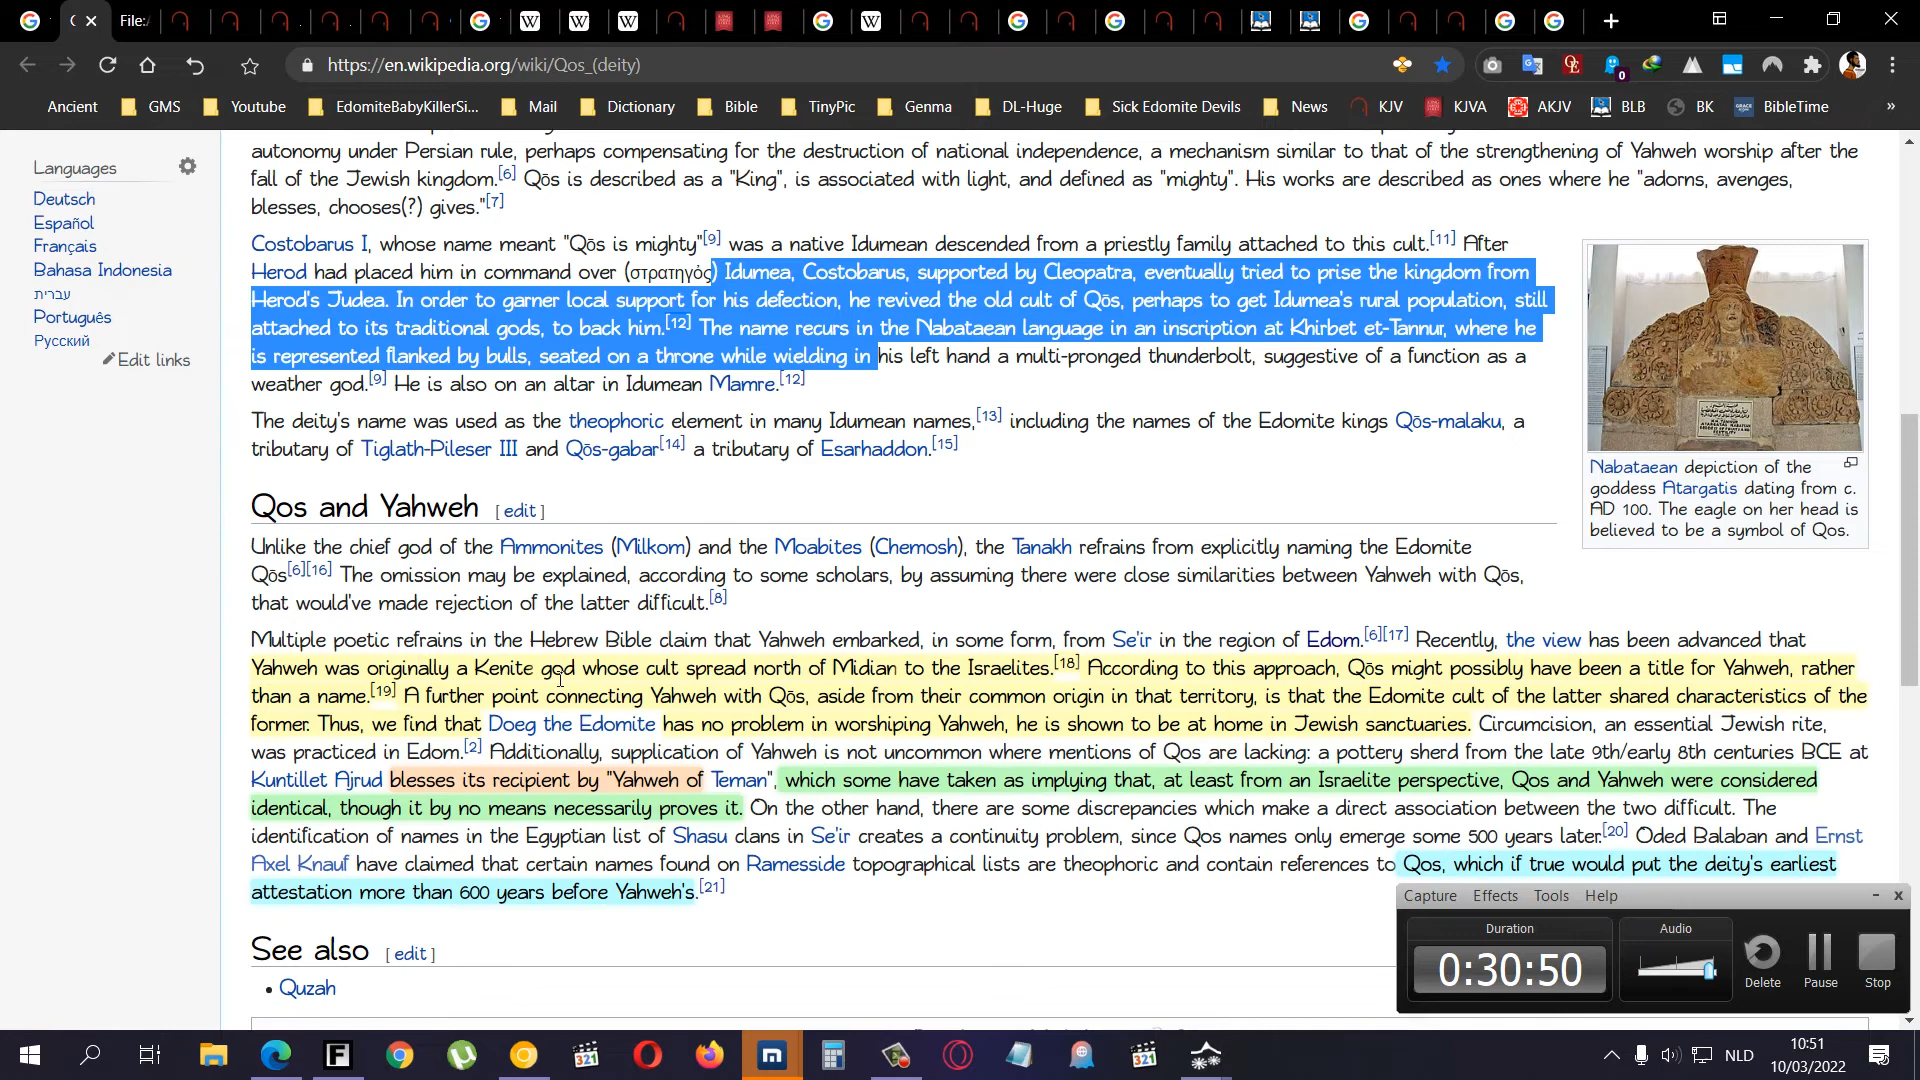 File:
https://en.wikipedia.org/wiki/Qos_(deity)
0
Ancient GMS Youtube EdomiteBabyKillerSi... Mail Dictionary Bible TinyPic Genma DL-Huge Sick Edomite Devils News KJV KJVA AKJV BLB BK BibleTime »
Languages
Deutsch
Español
Français
Bahasa Indonesia
עברית
Português
Русский
Edit links
autonomy under Persian rule, perhaps compensating for the destruction of national independence, a mechanism similar to that of the strengthening of Yahweh worship after the
fall of the Jewish kingdom.[6] Qōs is described as a "King", is associated with light, and defined as "mighty". His works are described as ones where he "adorns, avenges,
blesses, chooses(?) gives."[7]
Costobarus I, whose name meant "Qōs is mighty"[9] was a native Idumean descended from a priestly family attached to this cult.[11] After
Herod had placed him in command over (στρατηγός) Idumea, Costobarus, supported by Cleopatra, eventually tried to prise the kingdom from
Herod's Judea. In order to garner local support for his defection, he revived the old cult of Qōs, perhaps to get Idumea's rural population, still
attached to its traditional gods, to back him.[12] The name recurs in the Nabataean language in an inscription at Khirbet et-Tannur, where he
is represented flanked by bulls, seated on a throne while wielding in his left hand a multi-pronged thunderbolt, suggestive of a function as a
weather god.[9] He is also on an altar in Idumean Mamre.[12]
The deity's name was used as the theophoric element in many Idumean names,[13] including the names of the Edomite kings Qōs-malaku, a
tributary of Tiglath-Pileser III and Qōs-gabar[14] a tributary of Esarhaddon.[15]
Nabataean depiction of the
goddess Atargatis dating from c.
AD 100. The eagle on her head is
believed to be a symbol of Qos.
Qos and Yahweh [ edit ]
Unlike the chief god of the Ammonites (Milkom) and the Moabites (Chemosh), the Tanakh refrains from explicitly naming the Edomite
Qōs[6][16] The omission may be explained, according to some scholars, by assuming there were close similarities between Yahweh with Qōs,
that would've made rejection of the latter difficult.[8]
Multiple poetic refrains in the Hebrew Bible claim that Yahweh embarked, in some form, from Se'ir in the region of Edom.[6][17] Recently, the view has been advanced that
Yahweh was originally a Kenite god whose cult spread north of Midian to the Israelites.[18] According to this approach, Qōs might possibly have been a title for Yahweh, rather
than a name.[19] A further point connecting Yahweh with Qōs, aside from their common origin in that territory, is that the Edomite cult of the latter shared characteristics of the
former. Thus, we find that Doeg the Edomite has no problem in worshiping Yahweh, he is shown to be at home in Jewish sanctuaries. Circumcision, an essential Jewish rite,
was practiced in Edom.[2] Additionally, supplication of Yahweh is not uncommon where mentions of Qos are lacking: a pottery sherd from the late 9th/early 8th centuries BCE at
Kuntillet Ajrud blesses its recipient by "Yahweh of Teman", which some have taken as implying that, at least from an Israelite perspective, Qos and Yahweh were considered
identical, though it by no means necessarily proves it. On the other hand, there are some discrepancies which make a direct association between the two difficult. The
identification of names in the Egyptian list of Shasu clans in Se'ir creates a continuity problem, since Qos names only emerge some 500 years later.[20] Oded Balaban and Ernst
Axel Knauf have claimed that certain names found on Ramesside topographical lists are theophoric and contain references to Qos, which if true would put the deity's earliest
attestation more than 600 years before Yahweh's.[21]
See also [ edit ]
• Quzah
Capture Effects Tools Help
Duration Audio
0:30:50
Delete Pause Stop
NLD
10:51
10/03/2022